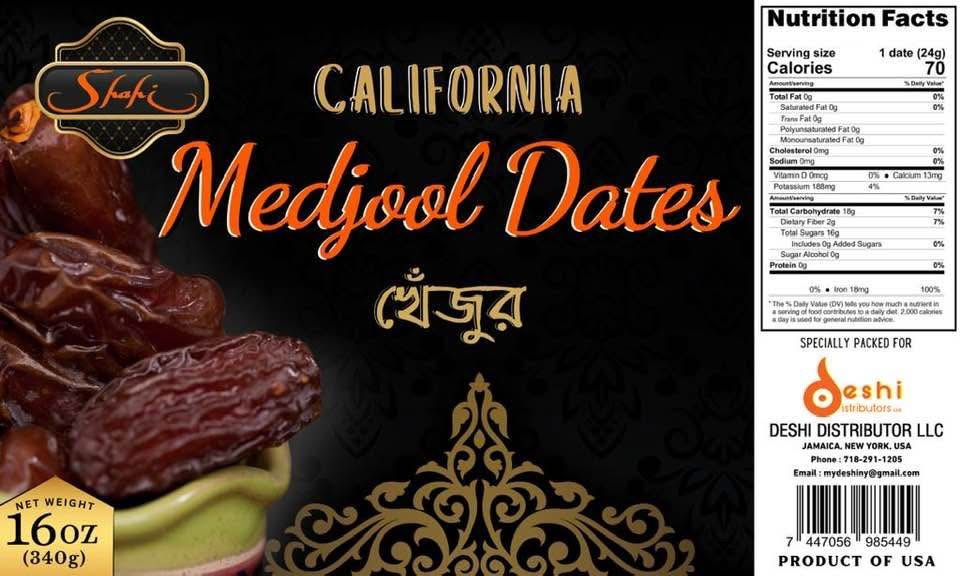 Shahi
CALIFORNIA
Medjool Dates
খেঁজুর
NET WEIGHT
16oz
(340g)
Nutrition Facts
Serving size 1 date (24g)
Calories 70
Amount/serving % Daily Value*
Total Fat 0g 0%
Saturated Fat 0g 0%
Trans Fat 0g
Polyunsaturated Fat 0g
Monounsaturated Fat 0g
Cholesterol 0mg 0%
Sodium 0mg 0%
Vitamin D 0mcg 0% • Calcium 13mg
Potassium 188mg 4%
Amount/serving % Daily Value*
Total Carbohydrate 18g 7%
Dietary Fiber 2g 7%
Total Sugars 16g
Includes 0g Added Sugars 0%
Sugar Alcohol 0g
Protein 0g 0%
0% • Iron 18mg 100%
* The % Daily Value (DV) tells you how much a nutrient in
a serving of food contributes to a daily diet. 2,000 calories
a day is used for general nutrition advice.
SPECIALLY PACKED FOR
deshi
distributors LLC
DESHI DISTRIBUTOR LLC
JAMAICA, NEW YORK, USA
Phone : 718-291-1205
Email : mydeshiny@gmail.com
7 447056 985449
PRODUCT OF USA